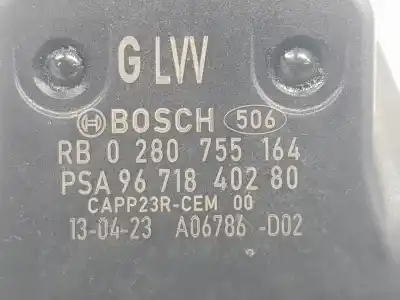 G LVV
BOSCH 506
RB 0 280 755 164
PSA 96 718 402 80
CAPP23R-CEM 00
13-04-23 A06786 -D02